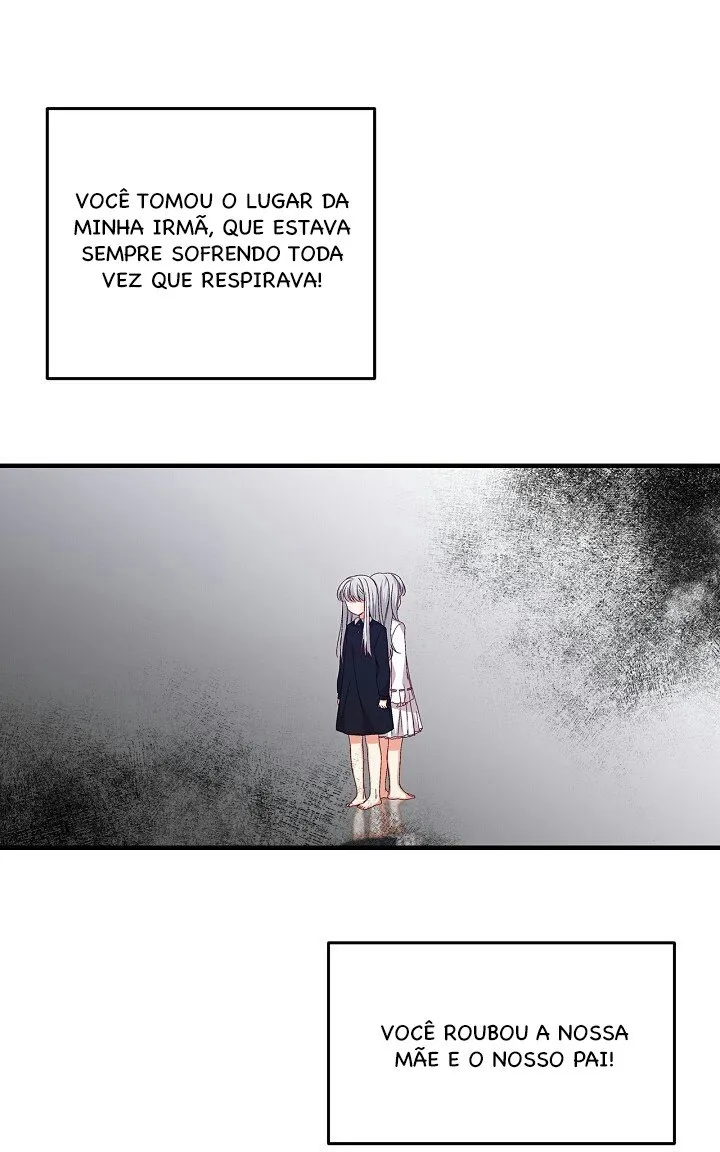 VOCÊ TOMOU O LUGAR DA
MINHA IRMÃ, QUE ESTAVA
SEMPRE SOFRENDO TODA
VEZ QUE RESPIRAVA!
VOCÊ ROUBOU A NOSSA
MÃE E O NOSSO PAI!